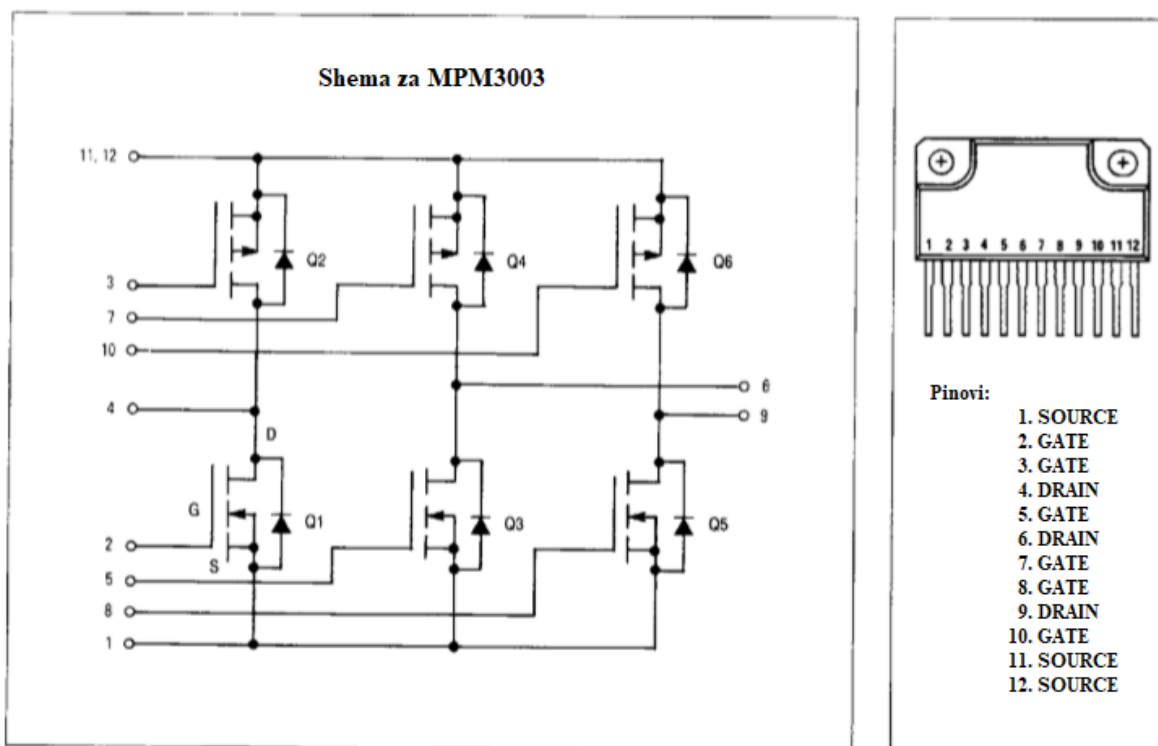 Shema za MPM3003
11, 12
Q2
Q4
Q6
3
7
10
6
4
9
D
G
Q1
Q3
Q5
2
S
5
8
1
1 2 3 4 5 6 7 8 9 10 11 12
Pinovi:
1. SOURCE
2. GATE
3. GATE
4. DRAIN
5. GATE
6. DRAIN
7. GATE
8. GATE
9. DRAIN
10. GATE
11. SOURCE
12. SOURCE